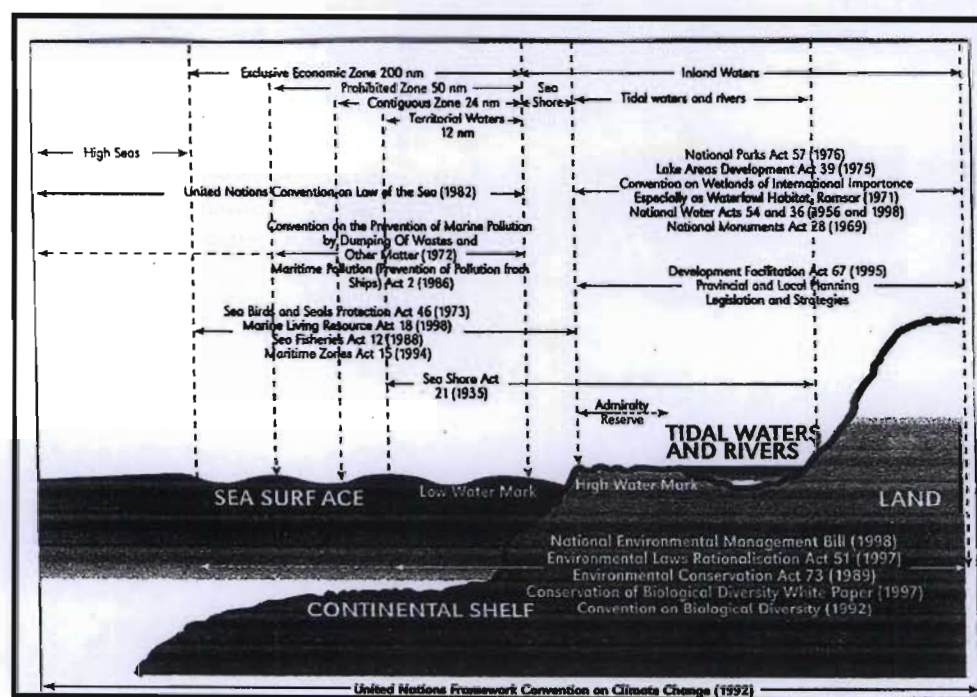 Exclusive Economic Zone 200 nm
Inland Waters
Prohibited Zone 50 nm
Sea
Shore
Contiguous Zone 24 nm
Tidal waters and rivers
Territorial Waters
12 nm
High Seas
National Parks Act 57 (1976)
Lake Areas Development Act 39 (1975)
Convention on Wetlands of International Importance
Especially as Waterfowl Habitat, Ramsar (1971)
National Water Acts 54 and 36 (1956 and 1998)
National Monuments Act 28 (1969)
United Nations Convention on Law of the Sea (1982)
Convention on the Prevention of Marine Pollution
by Dumping Of Wastes and
Other Matter (1972)
Maritime Pollution (Prevention of Pollution from
Ships) Act 2 (1986)
Development Facilitation Act 67 (1995)
Provincial and Local Planning
Legislation and Strategies
Sea Birds and Seals Protection Act 46 (1973)
Marine Living Resource Act 18 (1998)
Sea Fisheries Act 12 (1988)
Maritime Zones Act 15 (1994)
Sea Shore Act
21 (1935)
Admiralty
Reserve
TIDAL WATERS
AND RIVERS
SEA SURFACE
Low Water Mark
High Water Mark
LAND
National Environmental Management Bill (1998)
Environmental Laws Rationalisation Act 51 (1997)
Environmental Conservation Act 73 (1989)
Conservation of Biological Diversity White Paper (1997)
Convention on Biological Diversity (1992)
CONTINENTAL SHELF
United Nations Framework Convention on Climate Change (1992)